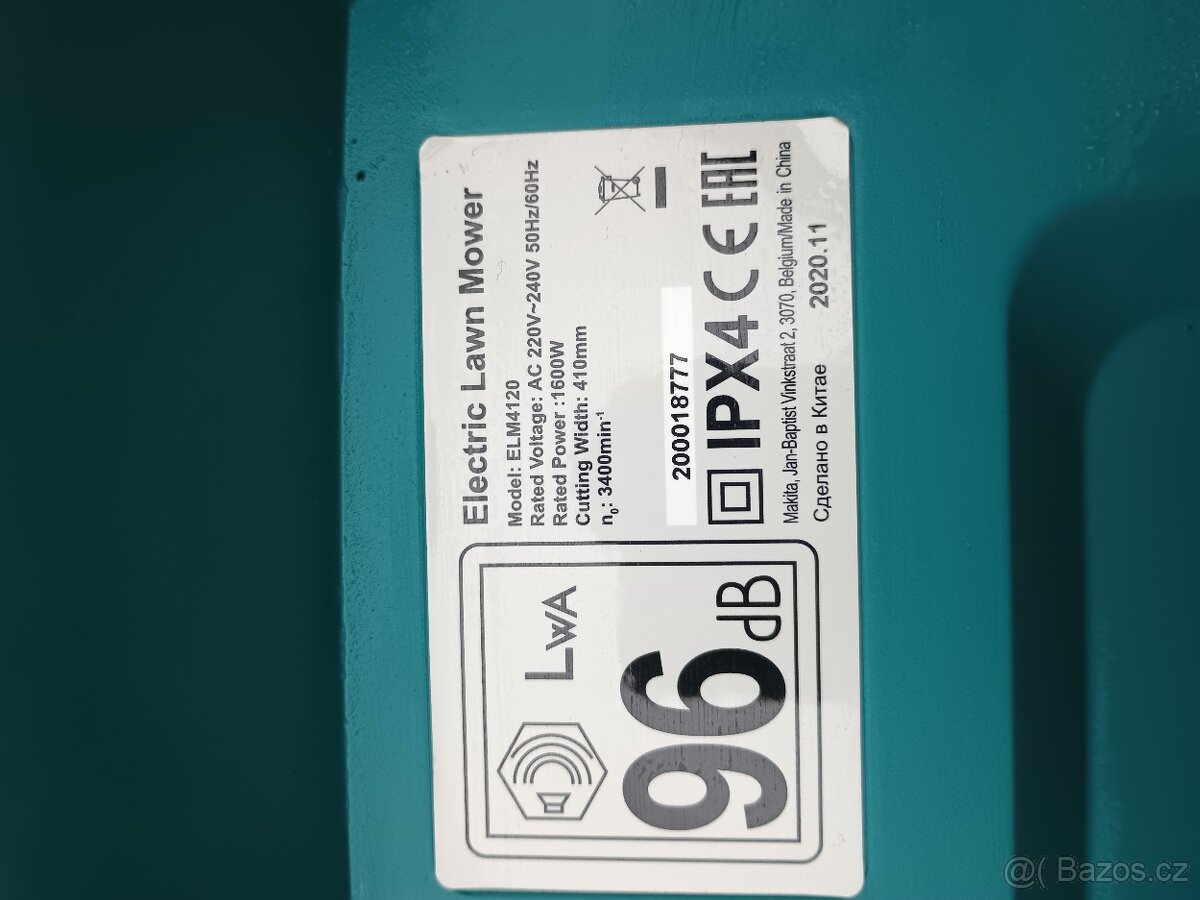 Electric Lawn Mower
Model: ELM4120
Rated Voltage: AC 220V~240V 50Hz/60Hz
Rated Power :1600W
Cutting Width: 410mm
n₀: 3400min⁻¹
200018777
IPX4 CE EAC
Makita, Jan-Baptist Vinkstraat 2, 3070, Belgium/Made in China
Сделано в Китае 2020.11
LWA
96 dB
@( Bazos.cz